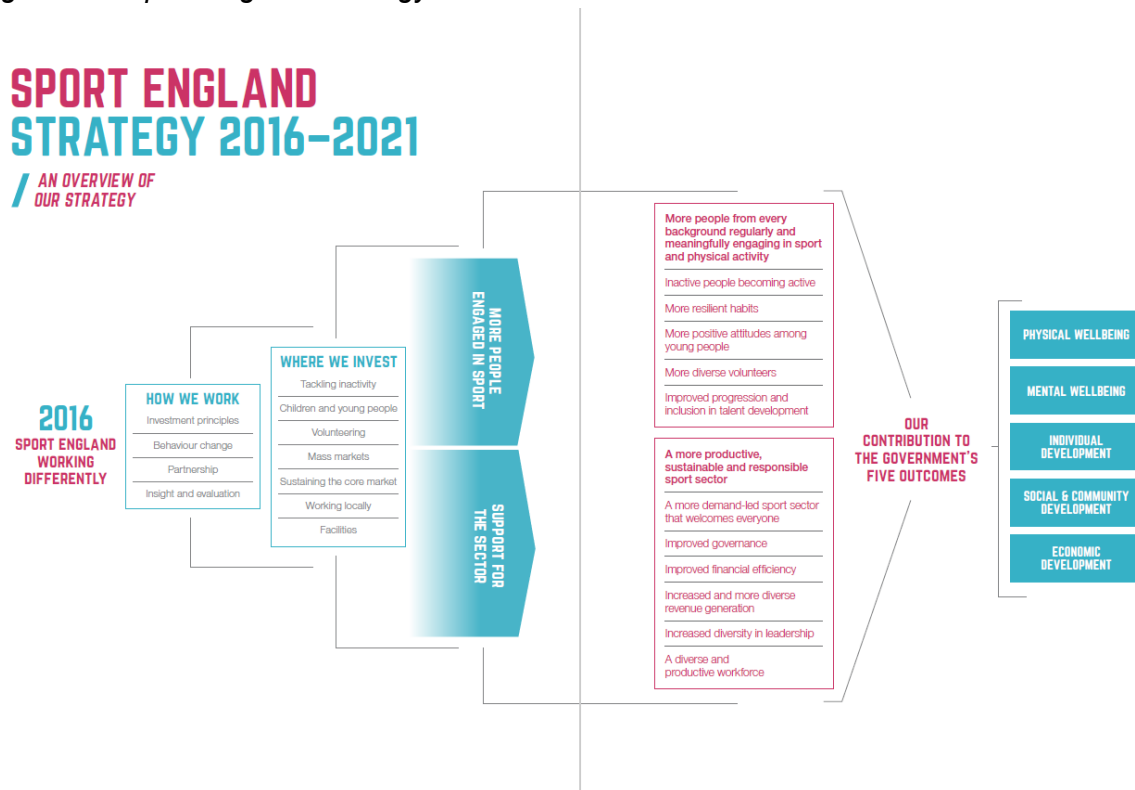 SPORT ENGLAND
STRATEGY 2016–2021
/ AN OVERVIEW OF
OUR STRATEGY
2016
SPORT ENGLAND
WORKING
DIFFERENTLY
HOW WE WORK
Investment principles
Behaviour change
Partnership
Insight and evaluation
WHERE WE INVEST
Tackling inactivity
Children and young people
Volunteering
Mass markets
Sustaining the core market
Working locally
Facilities
MORE PEOPLE
ENGAGED IN SPORT
SUPPORT FOR
THE SECTOR
More people from every
background regularly and
meaningfully engaging in sport
and physical activity
Inactive people becoming active
More resilient habits
More positive attitudes among
young people
More diverse volunteers
Improved progression and
inclusion in talent development
A more productive,
sustainable and responsible
sport sector
A more demand-led sport sector
that welcomes everyone
Improved governance
Improved financial efficiency
Increased and more diverse
revenue generation
Increased diversity in leadership
A diverse and
productive workforce
OUR
CONTRIBUTION TO
THE GOVERNMENT'S
FIVE OUTCOMES
PHYSICAL WELLBEING
MENTAL WELLBEING
INDIVIDUAL
DEVELOPMENT
SOCIAL & COMMUNITY
DEVELOPMENT
ECONOMIC
DEVELOPMENT